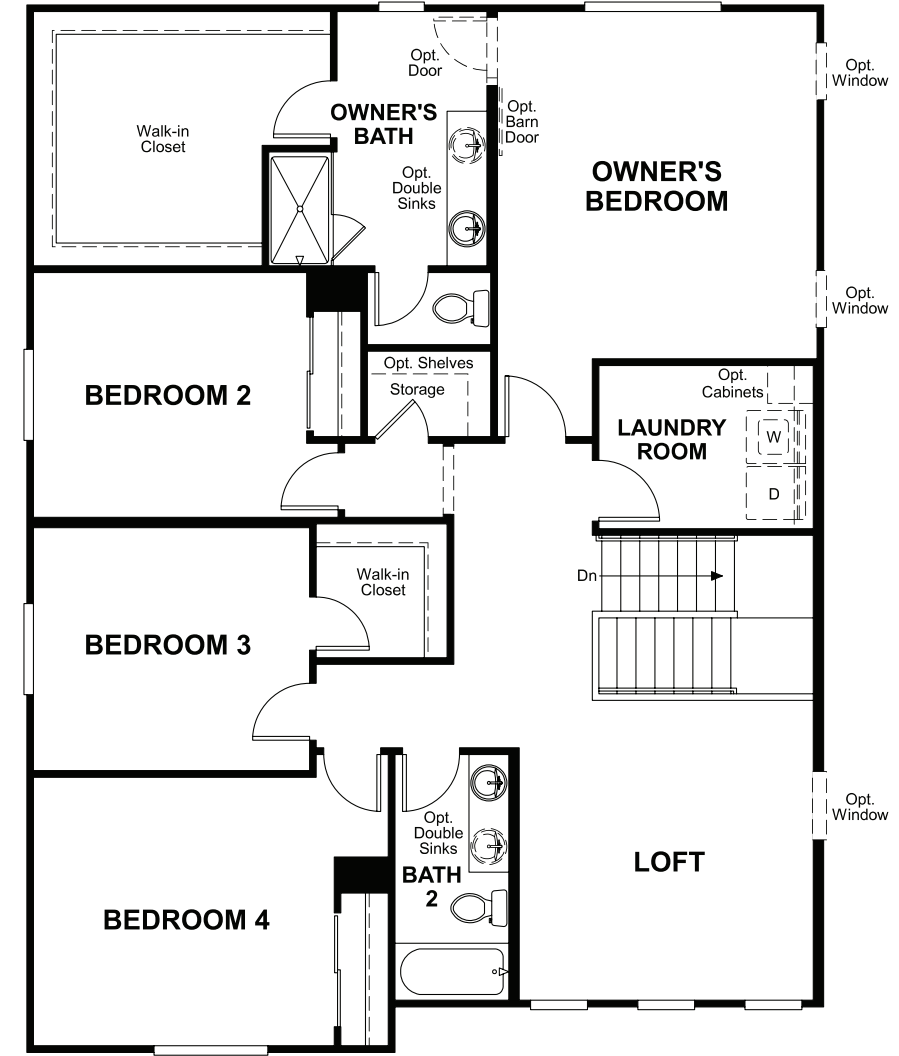 Opt.
Door
Opt.
Window
OWNER'S
BATH
Opt.
Barn
Door
Walk-in
Closet
Opt.
Double
Sinks
OWNER'S
BEDROOM
Opt.
Window
Opt. Shelves
Storage
BEDROOM 2
Opt.
Cabinets
LAUNDRY
ROOM
W
D
Walk-in
Closet
Dn
BEDROOM 3
Opt.
Window
Opt.
Double
Sinks
BATH
2
LOFT
BEDROOM 4